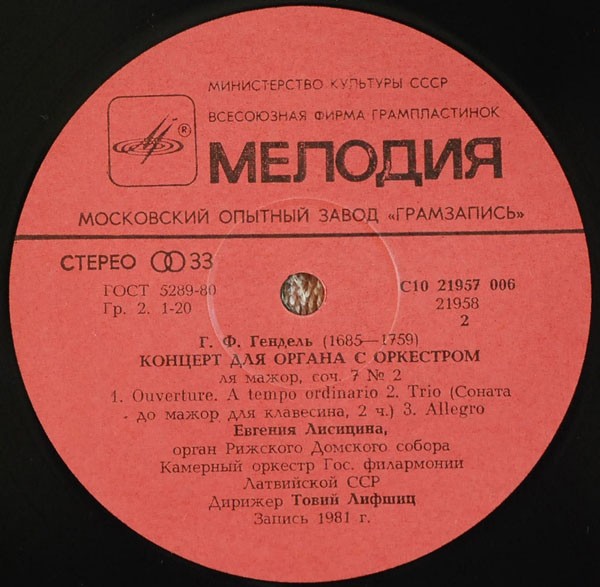 МИНИСТЕРСТВО КУЛЬТУРЫ СССР
ВСЕСОЮЗНАЯ ФИРМА ГРАМПЛАСТИНОК
®
МЕЛОДИЯ
МОСКОВСКИЙ ОПЫТНЫЙ ЗАВОД «ГРАМЗАПИСЬ»
СТЕРЕО 33
ГОСТ 5289-80
Гр. 2. 1-20
С10 21957 006
21958
2
Г. Ф. Гендель (1685—1759)
КОНЦЕРТ ДЛЯ ОРГАНА С ОРКЕСТРОМ
ля мажор, соч. 7 № 2
1. Ouverture. A tempo ordinario 2. Trio (Соната
до мажор для клавесина, 2 ч.) 3. Allegro
Евгения Лисицина,
орган Рижского Домского собора
Камерный оркестр Гос. филармонии
Латвийской ССР
Дирижер Товий Лифшиц
Запись 1981 г.